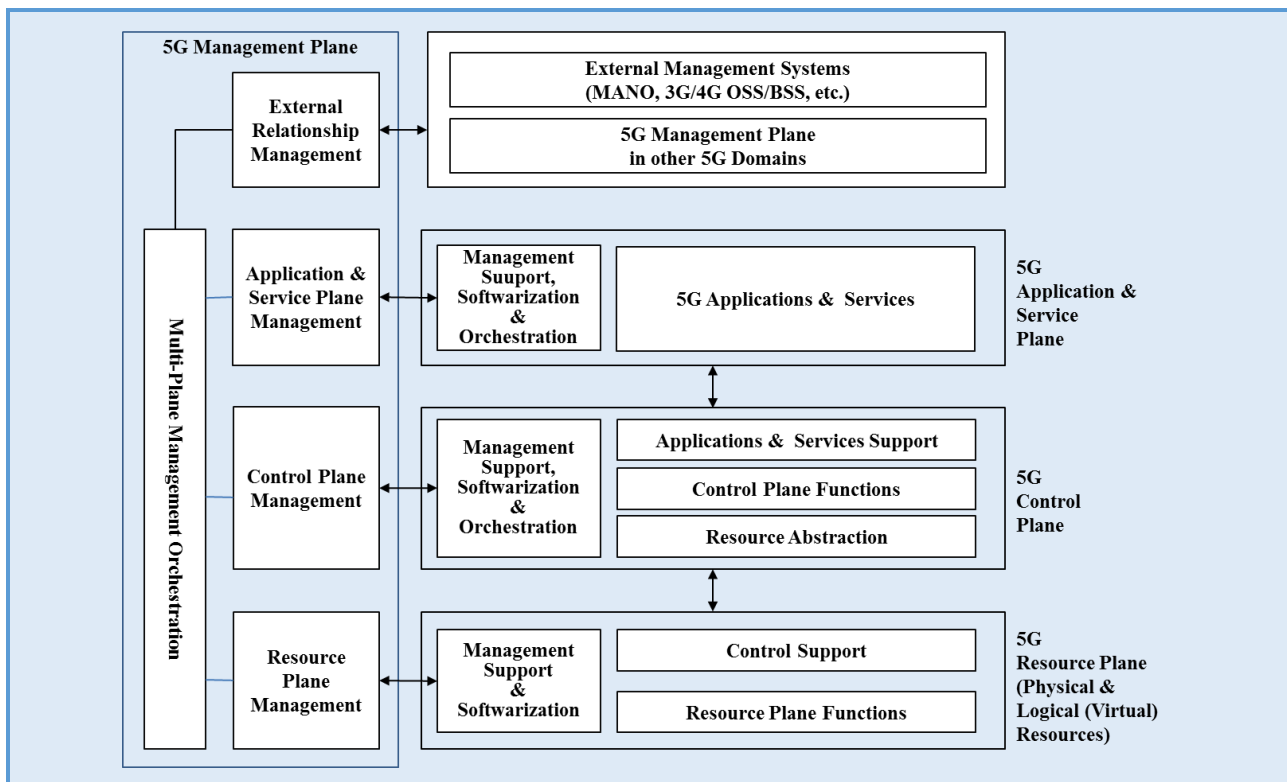 5G Management Plane
External
Relationship
Management
External Management Systems
(MANO, 3G/4G OSS/BSS, etc.)
5G Management Plane
in other 5G Domains
Multi-Plane Management Orchestration
Application &
Service Plane
Management
Management
Suuport,
Softwarization
&
Orchestration
5G Applications & Services
5G
Application &
Service
Plane
Control Plane
Management
Management
Support,
Softwarization
&
Orchestration
Applications & Services Support
Control Plane Functions
Resource Abstraction
5G
Control
Plane
Resource
Plane
Management
Management
Support
&
Softwarization
Control Support
Resource Plane Functions
5G
Resource Plane
(Physical &
Logical (Virtual)
Resources)